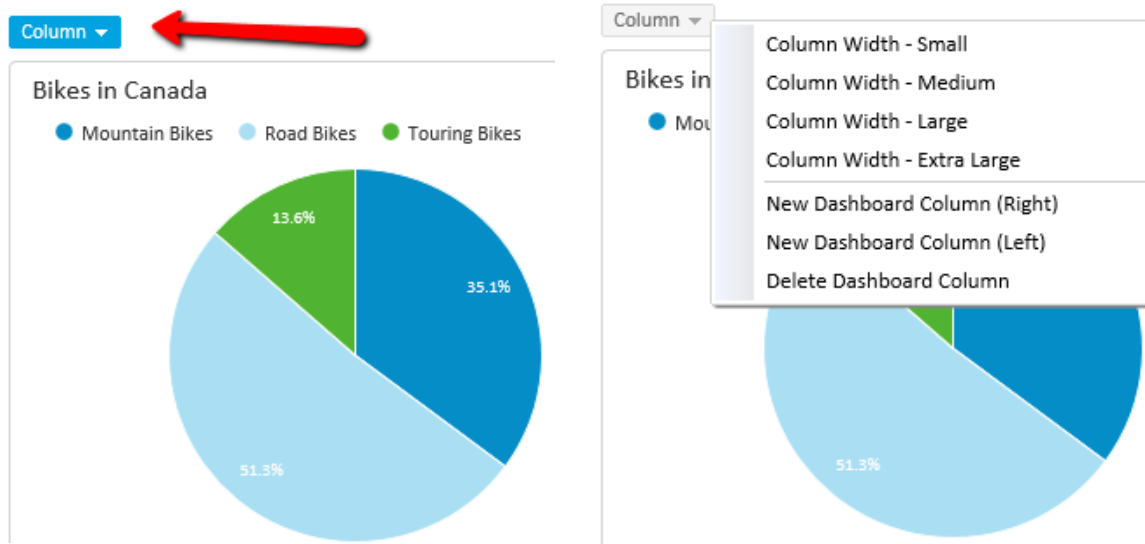 Column
Bikes in Canada
Mountain Bikes Road Bikes Touring Bikes
13.6%
35.1%
51.3%
Column
Bikes in
Mou
Column Width - Small
Column Width - Medium
Column Width - Large
Column Width - Extra Large
New Dashboard Column (Right)
New Dashboard Column (Left)
Delete Dashboard Column
51.3%